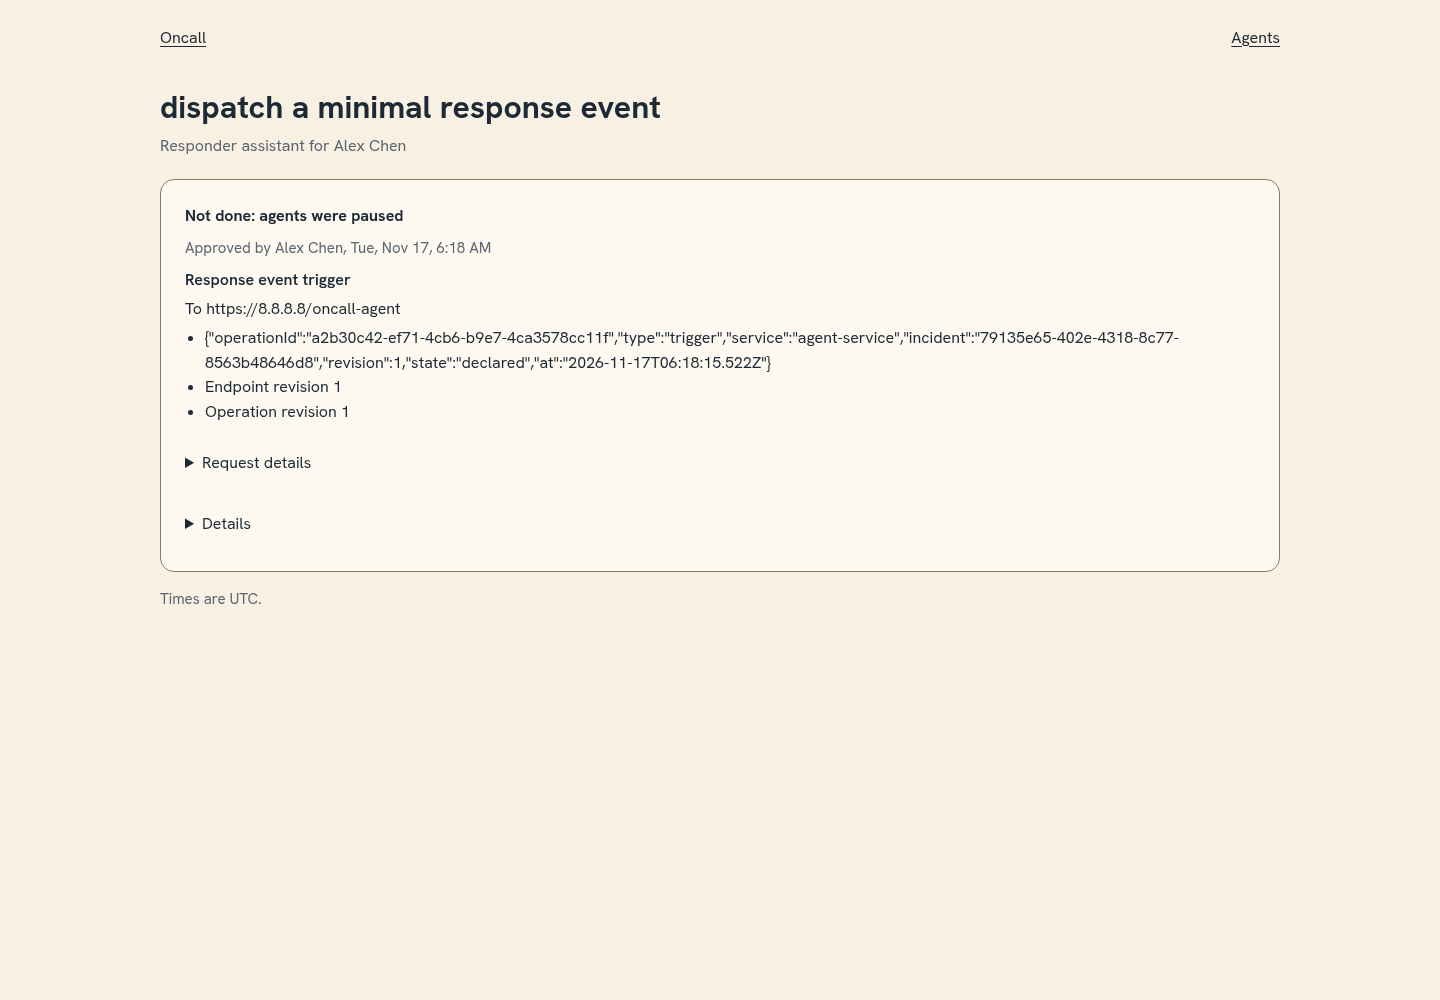 Oncall
Agents
dispatch a minimal response event
Responder assistant for Alex Chen
Not done: agents were paused
Approved by Alex Chen, Tue, Nov 17, 6:18 AM
Response event trigger
To https://8.8.8.8/oncall-agent
{"operationId":"a2b30c42-ef71-4cb6-b9e7-4ca3578cc11f","type":"trigger","service":"agent-service","incident":"79135e65-402e-4318-8c77-
8563b48646d8","revision":1,"state":"declared","at":"2026-11-17T06:18:15.522Z"}
Endpoint revision 1
Operation revision 1
Request details
Details
Times are UTC.